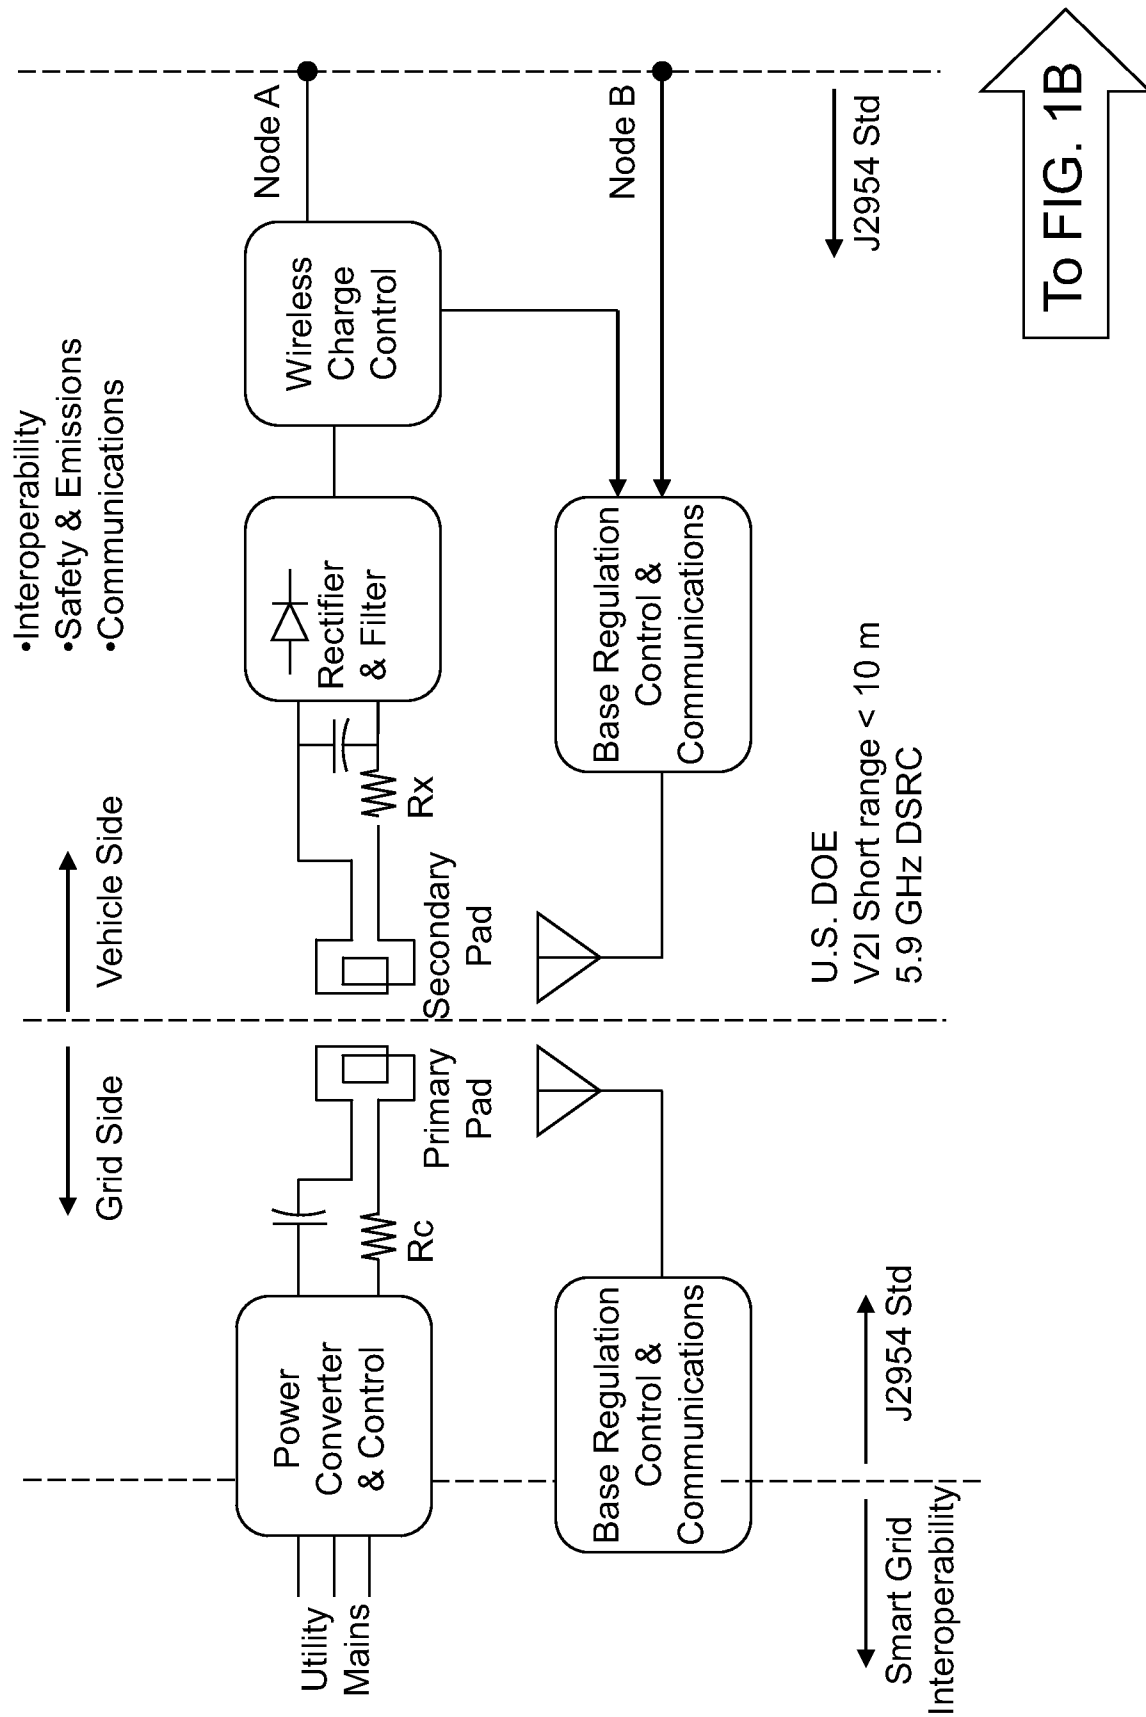 •Interoperability
•Safety & Emissions
•Communications
Grid Side
Vehicle Side
Utility
Mains
Power
Converter
& Control
Rc
Primary
Pad
Secondary
Pad
Rx
Rectifier
& Filter
Wireless
Charge
Control
Node A
Node B
Base Regulation
Control &
Communications
Base Regulation
Control &
Communications
U.S. DOE
V2I Short range < 10 m
5.9 GHz DSRC
Smart Grid
Interoperability
J2954 Std
J2954 Std
To FIG. 1B